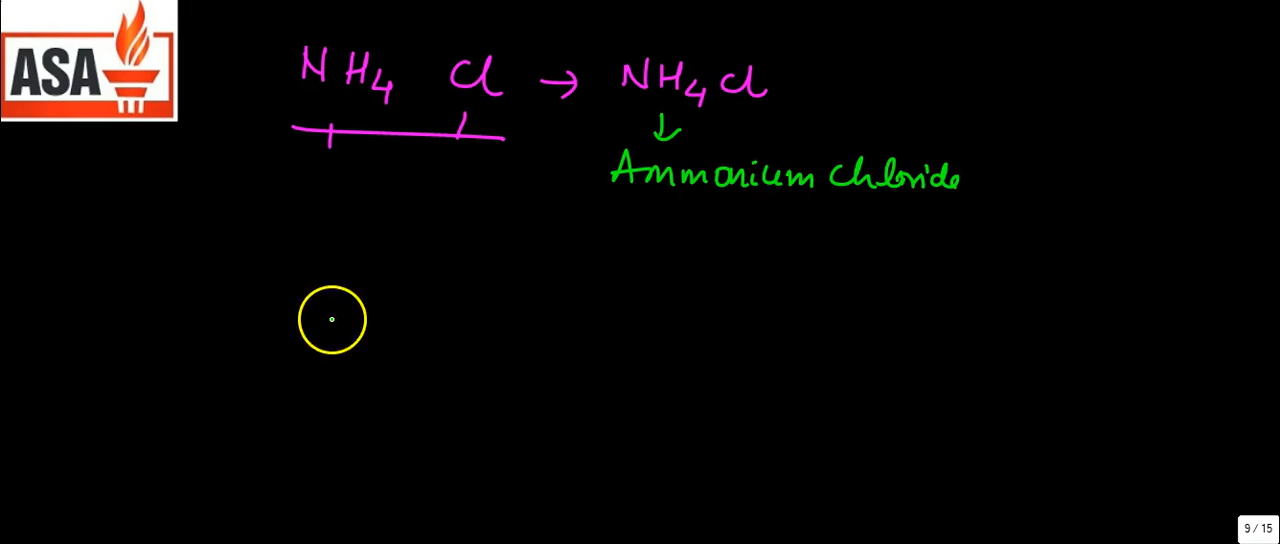 ASA
NH4 Cl → NH4Cl
↓
Ammonium Chloride
9 / 15